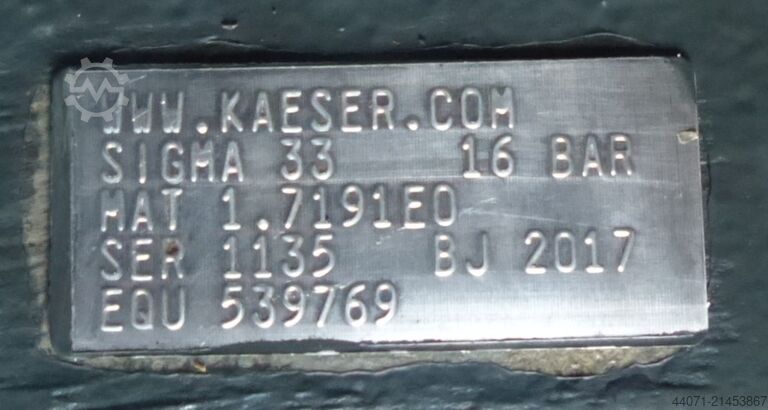 WWW.KAESER.COM
SIGMA 33 16 BAR
MAT 1.7191E0
SER 1135 BJ 2017
EQU 539769
44071-21453867